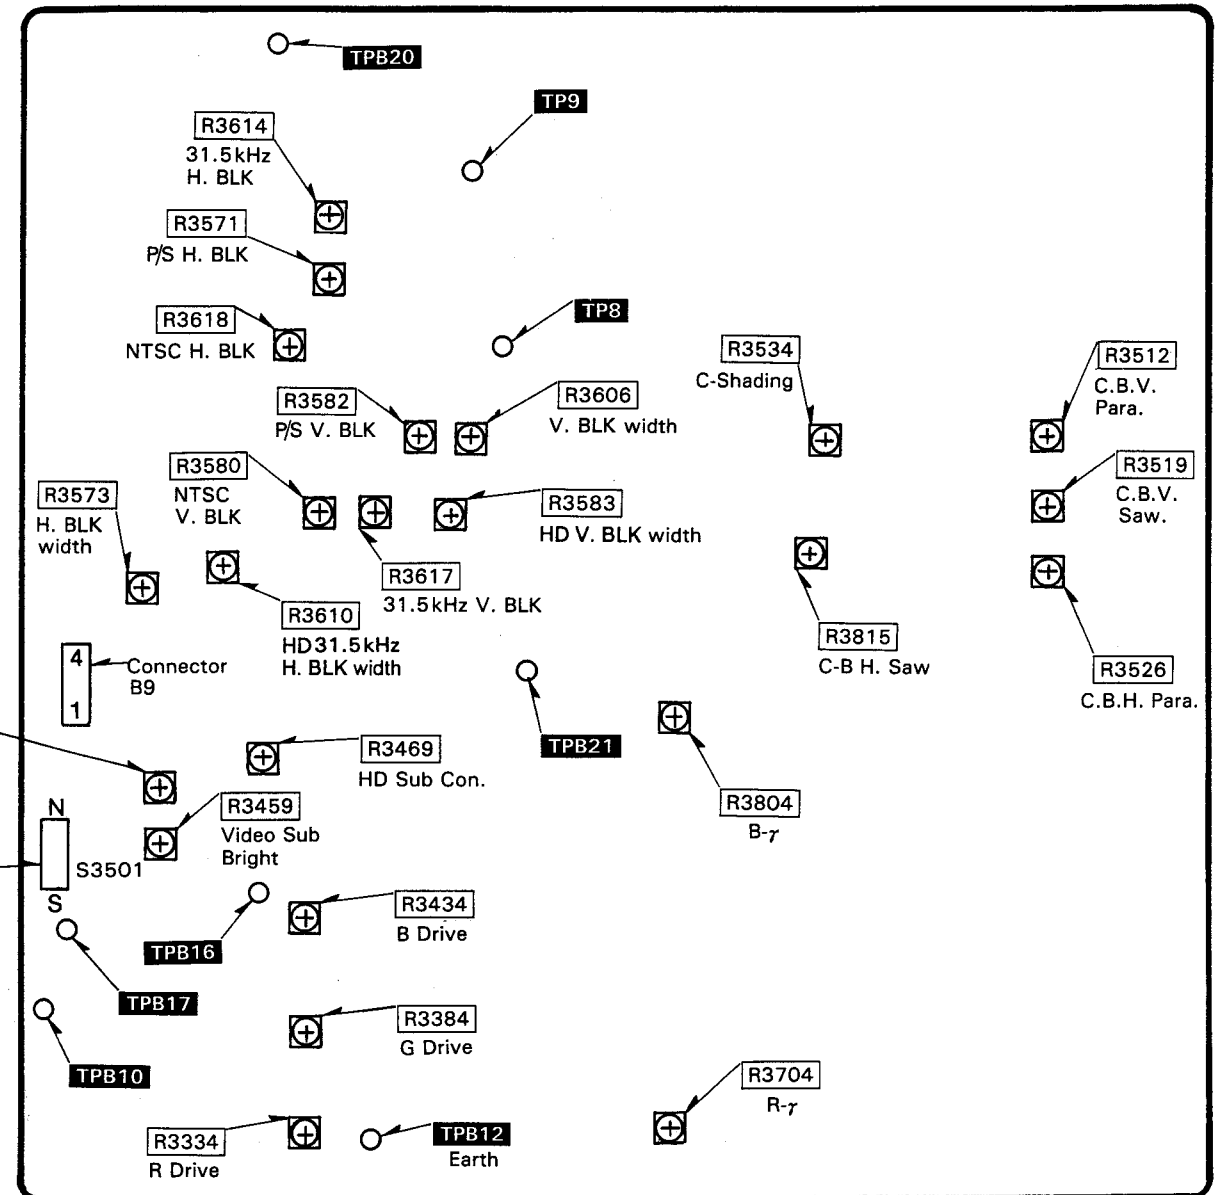 TPB20
TP9
R3614
31.5kHz
H. BLK
R3571
P/S H. BLK
R3618
NTSC H. BLK
TP8
R3534
C-Shading
R3512
C.B.V.
Para.
R3582
P/S V. BLK
R3606
V. BLK width
R3580
NTSC
V. BLK
R3519
C.B.V.
Saw.
R3573
H. BLK
width
R3583
HD V. BLK width
R3617
31.5kHz V. BLK
R3610
HD31.5kHz
H. BLK width
R3815
C-B H. Saw
R3526
C.B.H. Para.
4
1
Connector
B9
TPB21
R3469
HD Sub Con.
R3804
B-γ
R3459
Video Sub
Bright
N
S3501
S
R3434
B Drive
TPB16
TPB17
R3384
G Drive
TPB10
R3704
R-γ
R3334
R Drive
TPB12
Earth